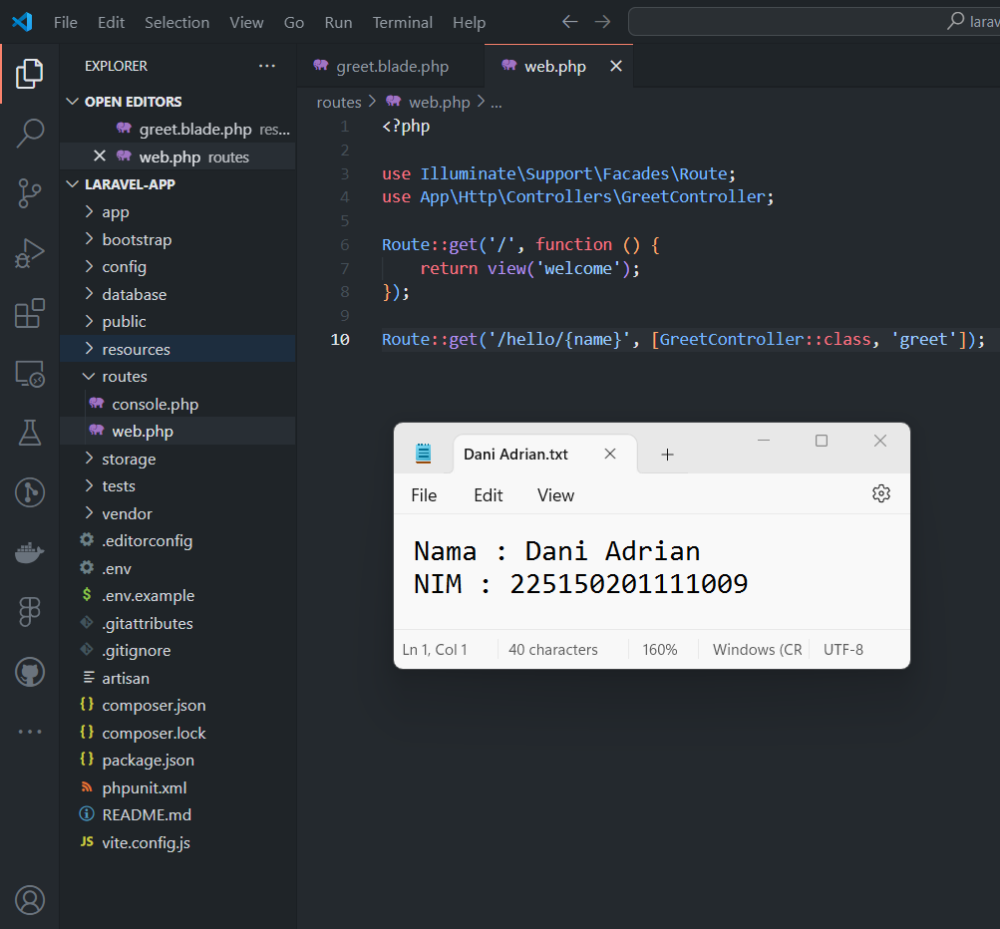 File Edit Selection View Go Run Terminal Help
EXPLORER
OPEN EDITORS
greet.blade.php res...
web.php routes
LARAVEL-APP
app
bootstrap
config
database
public
resources
routes
console.php
web.php
storage
tests
vendor
.editorconfig
.env
$ .env.example
.gitattributes
.gitignore
artisan
{} composer.json
{} composer.lock
{} package.json
phpunit.xml
README.md
JS vite.config.js
greet.blade.php web.php
routes > web.php > ...
1 <?php
2
3 use Illuminate\Support\Facades\Route;
4 use App\Http\Controllers\GreetController;
5
6 Route::get('/', function () {
7     return view('welcome');
8 });
9
10 Route::get('/hello/{name}', [GreetController::class, 'greet']);
Dani Adrian.txt
File Edit View
Nama : Dani Adrian
NIM : 225150201111009
Ln 1, Col 1 40 characters 160% Windows (CR UTF-8